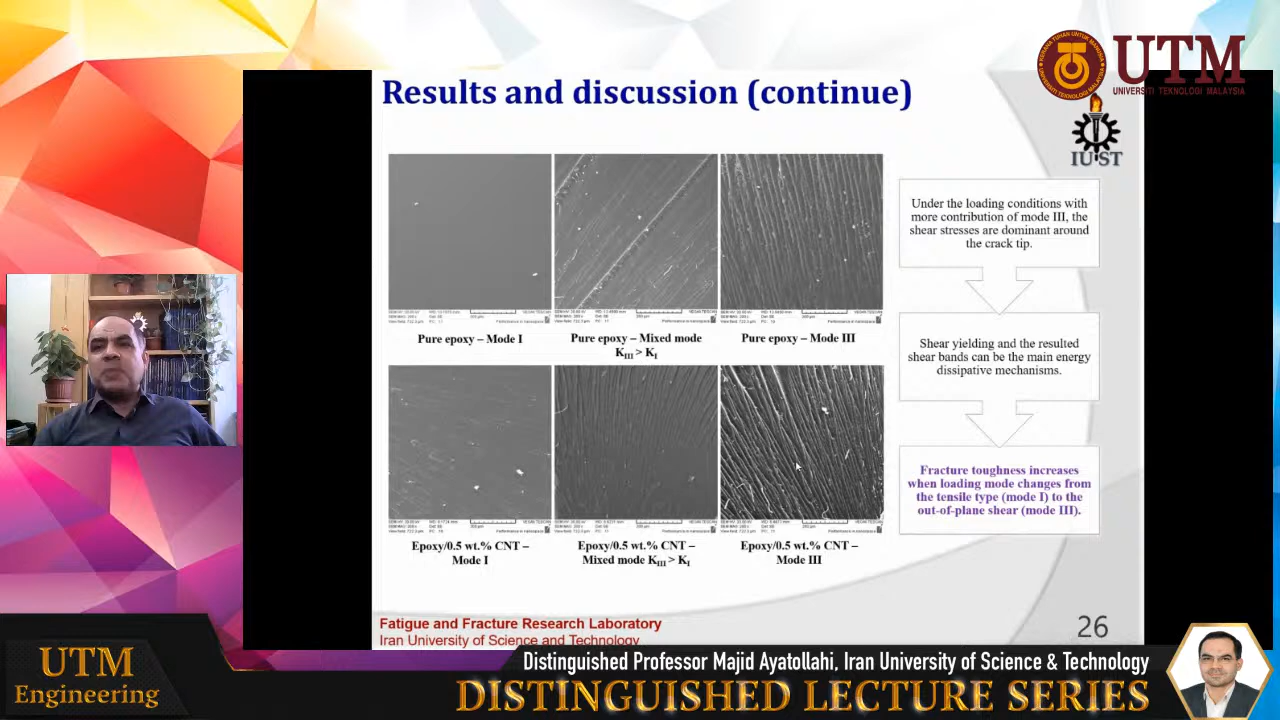 UTM
UNIVERSITI TEKNOLOGI MALAYSIA
IUST
Results and discussion (continue)
Pure epoxy – Mode I
Pure epoxy – Mixed mode
KIII > KI
Pure epoxy – Mode III
Epoxy/0.5 wt.% CNT –
Mode I
Epoxy/0.5 wt.% CNT –
Mixed mode KIII > KI
Epoxy/0.5 wt.% CNT –
Mode III
Under the loading conditions with
more contribution of mode III, the
shear stresses are dominant around
the crack tip.
Shear yielding and the resulted
shear bands can be the main energy
dissipative mechanisms.
Fracture toughness increases
when loading mode changes from
the tensile type (mode I) to the
out-of-plane shear (mode III).
Fatigue and Fracture Research Laboratory
Iran University of Science and Technology
26
UTM
Engineering
Distinguished Professor Majid Ayatollahi, Iran University of Science & Technology
DISTINGUISHED LECTURE SERIES